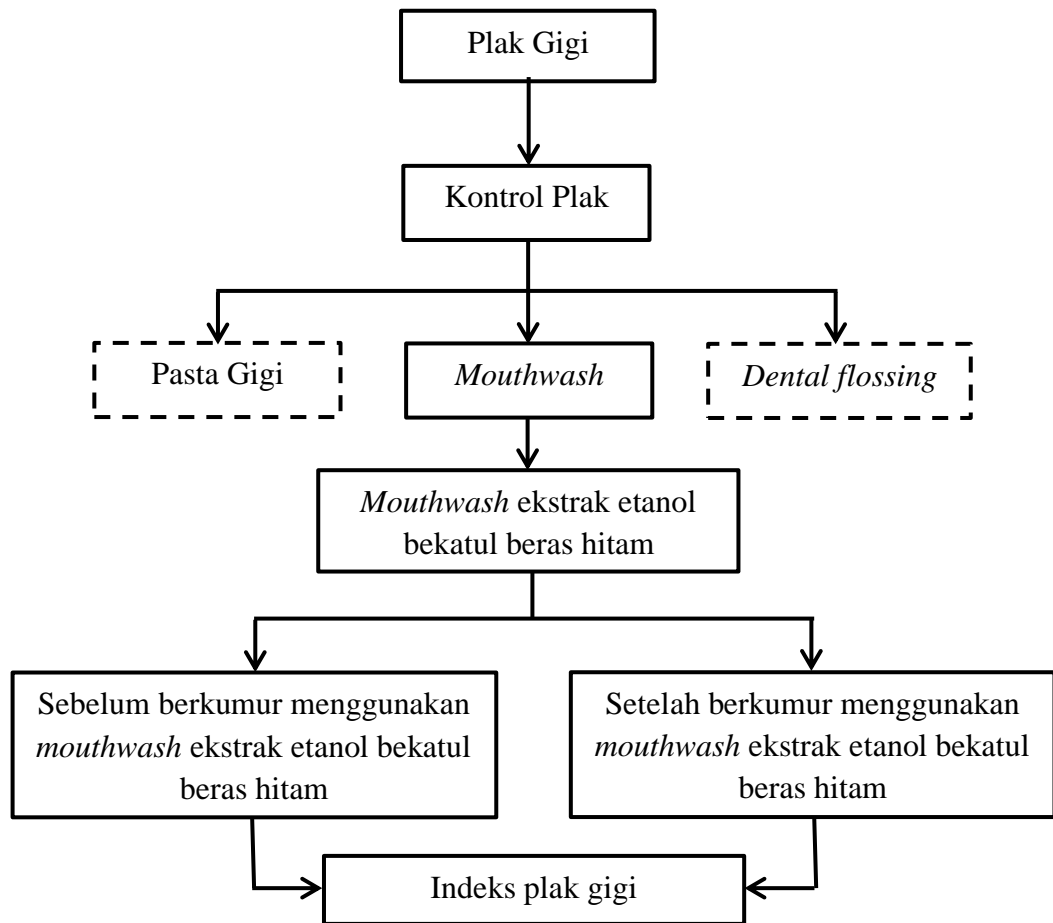 Plak Gigi
Kontrol Plak
Pasta Gigi
Mouthwash
Dental flossing
Mouthwash ekstrak etanol
bekatul beras hitam
Sebelum berkumur menggunakan
mouthwash ekstrak etanol bekatul
beras hitam
Setelah berkumur menggunakan
mouthwash ekstrak etanol bekatul
beras hitam
Indeks plak gigi